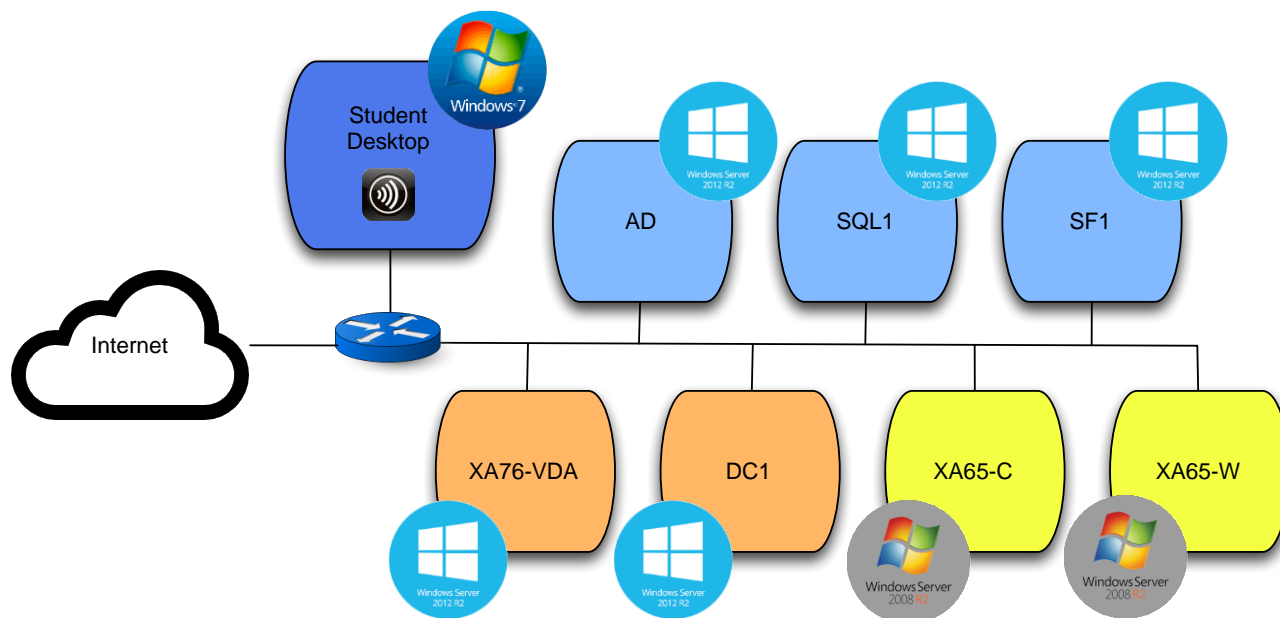 Windows®7
Student
Desktop
Windows Server
2012 R2
Windows Server
2012 R2
Windows Server
2012 R2
AD
SQL1
SF1
Internet
XA76-VDA
DC1
XA65-C
XA65-W
Windows Server
2012 R2
Windows Server
2012 R2
Windows Server
2008 R2
Windows Server
2008 R2